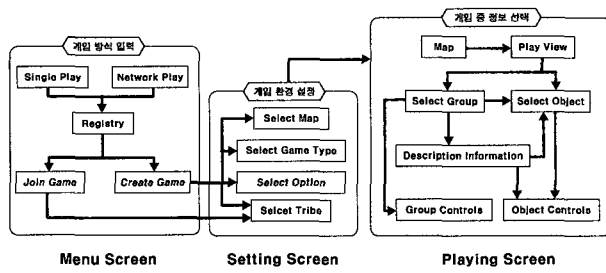 게임 방식 입력
Single Play
Network Play
Registry
Join Game
Create Game
Menu Screen
게임 환경 설정
Select Map
Select Game Type
Select Option
Selcet Tribe
Setting Screen
게임 중 정보 선택
Map
Play View
Select Group
Select Object
Description Information
Group Controls
Object Controls
Playing Screen